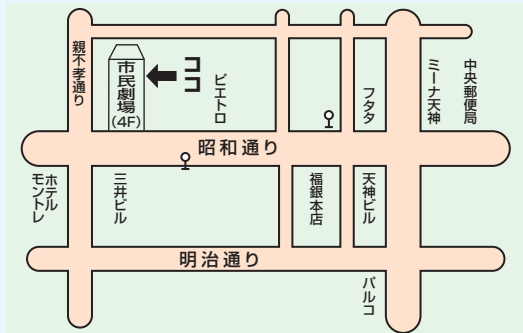 親不孝通り
市民劇場
(4F)
ココ
ピエトロ
フタタ
ミーナ天神
中央郵便局
昭和通り
ホテル
モントレ
三井ビル
福銀本店
天神ビル
明治通り
パルコ